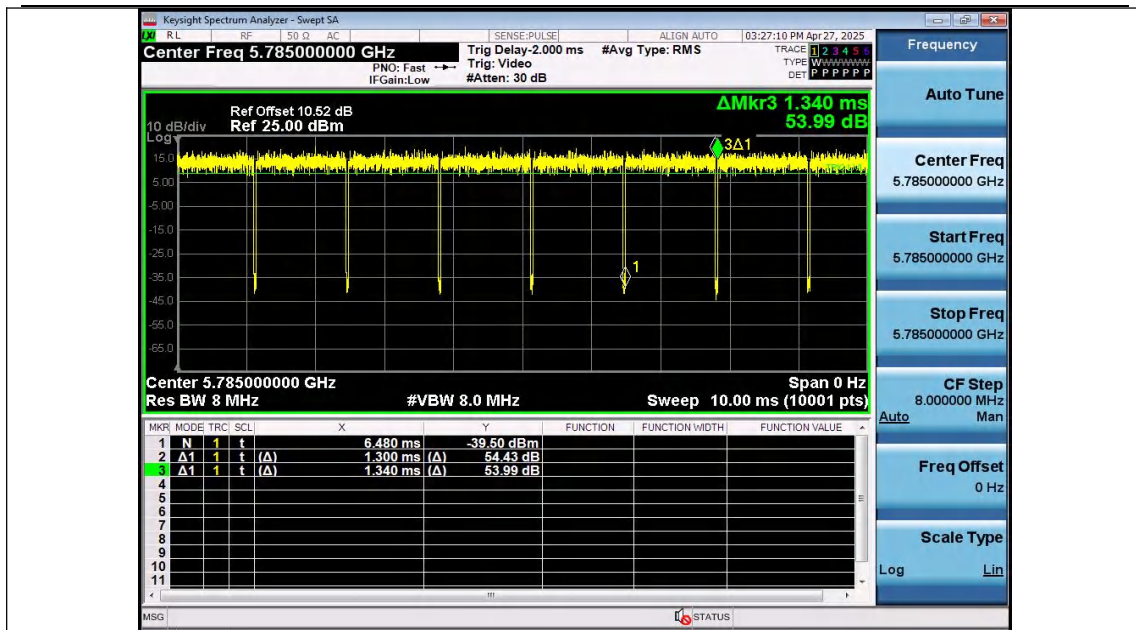 Keysight Spectrum Analyzer - Swept SA
LXI RL RF 50 Ω AC SENSE:PULSE ALIGN AUTO 03:27:10 PM Apr 27, 2025
Center Freq 5.785000000 GHz Trig Delay-2.000 ms #Avg Type: RMS TRACE 1 2 3 4 5 6
PNO: Fast Trig: Video TYPE WWWWWW
IFGain:Low #Atten: 30 dB DET P P P P P P
Frequency
Auto Tune
Center Freq
5.785000000 GHz
Start Freq
5.785000000 GHz
Stop Freq
5.785000000 GHz
CF Step
8.000000 MHz
Auto Man
Freq Offset
0 Hz
Scale Type
Log Lin
Ref Offset 10.52 dB ΔMkr3 1.340 ms
10 dB/div Ref 25.00 dBm 53.99 dB
Log
3Δ1
15.0
5.00
-5.00
-15.0
-25.0
1
-35.0
-45.0
-55.0
-65.0
Center 5.785000000 GHz Span 0 Hz
Res BW 8 MHz #VBW 8.0 MHz Sweep 10.00 ms (10001 pts)
MKR MODE TRC SCL X Y FUNCTION FUNCTION WIDTH FUNCTION VALUE
1 N 1 t 6.480 ms -39.50 dBm
2 Δ1 1 t (Δ) 1.300 ms (Δ) 54.43 dB
3 Δ1 1 t (Δ) 1.340 ms (Δ) 53.99 dB
4
5
6
7
8
9
10
11
MSG STATUS